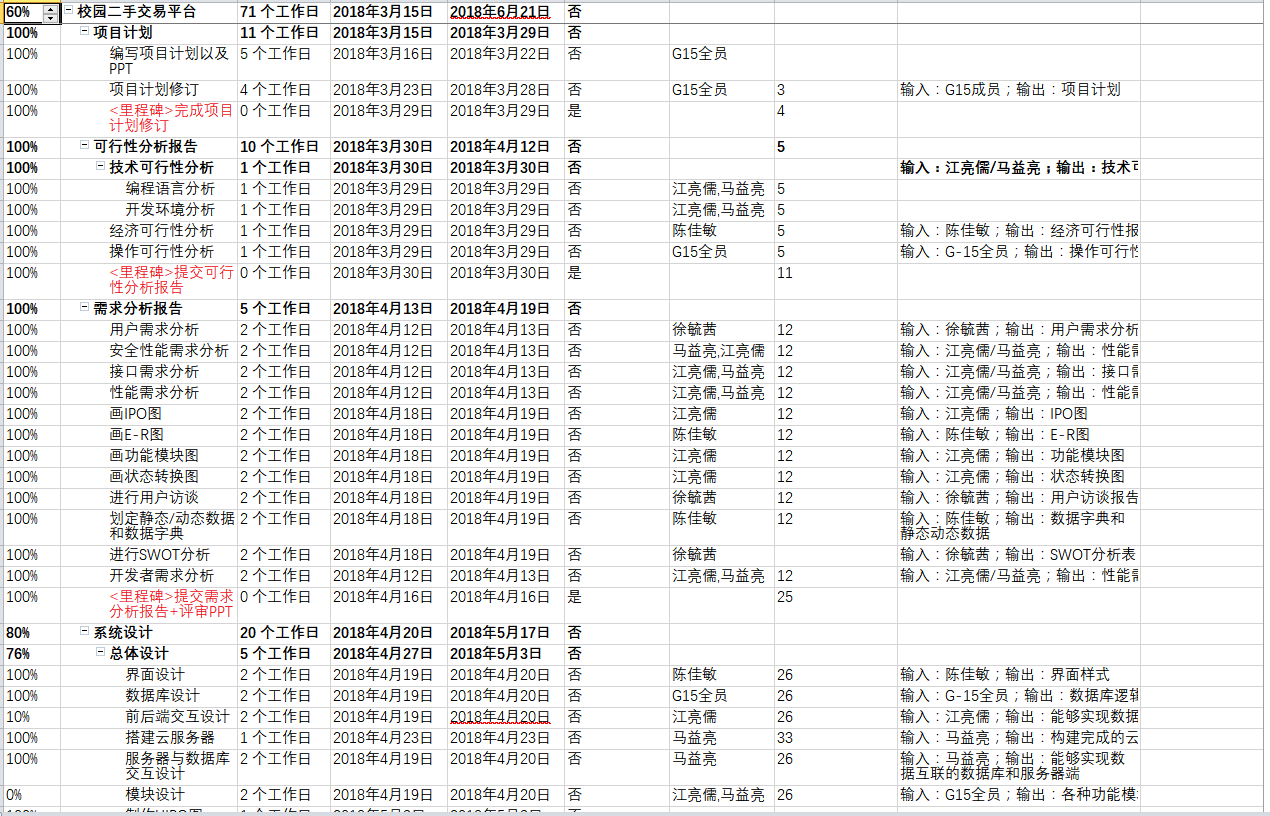 60% 校园二手交易平台 71 个工作日 2018年3月15日 2018年6月21日 否
100% 项目计划 11 个工作日 2018年3月15日 2018年3月29日 否
100% 编写项目计划以及 5 个工作日 2018年3月16日 2018年3月22日 否 G15全员
PPT
100% 项目计划修订 4 个工作日 2018年3月23日 2018年3月28日 否 G15全员 3 输入：G15成员；输出：项目计划
100% <里程碑>完成项目 0 个工作日 2018年3月29日 2018年3月29日 是 4
计划修订
100% 可行性分析报告 10 个工作日 2018年3月30日 2018年4月12日 否 5
100% 技术可行性分析 1 个工作日 2018年3月30日 2018年3月30日 否 输入：江亮儒/马益亮；输出：技术可
100% 编程语言分析 1 个工作日 2018年3月29日 2018年3月29日 否 江亮儒,马益亮 5
100% 开发环境分析 1 个工作日 2018年3月29日 2018年3月29日 否 江亮儒,马益亮 5
100% 经济可行性分析 1 个工作日 2018年3月29日 2018年3月29日 否 陈佳敏 5 输入：陈佳敏；输出：经济可行性报
100% 操作可行性分析 1 个工作日 2018年3月29日 2018年3月29日 否 G15全员 5 输入：G-15全员；输出：操作可行性
100% <里程碑>提交可行 0 个工作日 2018年3月30日 2018年3月30日 是 11
性分析报告
100% 需求分析报告 5 个工作日 2018年4月13日 2018年4月19日 否
100% 用户需求分析 2 个工作日 2018年4月12日 2018年4月13日 否 徐毓茜 12 输入：徐毓茜；输出：用户需求分析
100% 安全性能需求分析 2 个工作日 2018年4月12日 2018年4月13日 否 马益亮,江亮儒 12 输入：江亮儒/马益亮；输出：性能需
100% 接口需求分析 2 个工作日 2018年4月12日 2018年4月13日 否 江亮儒,马益亮 12 输入：江亮儒/马益亮；输出：接口需
100% 性能需求分析 2 个工作日 2018年4月12日 2018年4月13日 否 江亮儒,马益亮 12 输入：江亮儒/马益亮；输出：性能需
100% 画IPO图 2 个工作日 2018年4月18日 2018年4月19日 否 江亮儒 12 输入：江亮儒；输出：IPO图
100% 画E-R图 2 个工作日 2018年4月18日 2018年4月19日 否 陈佳敏 12 输入：陈佳敏；输出：E-R图
100% 画功能模块图 2 个工作日 2018年4月18日 2018年4月19日 否 江亮儒 12 输入：江亮儒；输出：功能模块图
100% 画状态转换图 2 个工作日 2018年4月18日 2018年4月19日 否 江亮儒 12 输入：江亮儒；输出：状态转换图
100% 进行用户访谈 2 个工作日 2018年4月18日 2018年4月19日 否 徐毓茜 12 输入：徐毓茜；输出：用户访谈报告
100% 划定静态/动态数据 2 个工作日 2018年4月18日 2018年4月19日 否 陈佳敏 12 输入：陈佳敏；输出：数据字典和
和数据字典 静态动态数据
100% 进行SWOT分析 2 个工作日 2018年4月18日 2018年4月19日 否 徐毓茜 输入：徐毓茜；输出：SWOT分析表
100% 开发者需求分析 2 个工作日 2018年4月12日 2018年4月13日 否 江亮儒,马益亮 12 输入：江亮儒/马益亮；输出：性能需
100% <里程碑>提交需求 0 个工作日 2018年4月16日 2018年4月16日 是 25
分析报告+评审PPT
80% 系统设计 20 个工作日 2018年4月20日 2018年5月17日 否
76% 总体设计 5 个工作日 2018年4月27日 2018年5月3日 否
100% 界面设计 2 个工作日 2018年4月19日 2018年4月20日 否 陈佳敏 26 输入：陈佳敏；输出：界面样式
100% 数据库设计 2 个工作日 2018年4月19日 2018年4月20日 否 G15全员 26 输入：G-15全员；输出：数据库逻辑
10% 前后端交互设计 2 个工作日 2018年4月19日 2018年4月20日 否 江亮儒 26 输入：江亮儒；输出：能够实现数据
100% 搭建云服务器 1 个工作日 2018年4月23日 2018年4月23日 否 马益亮 33 输入：马益亮；输出：构建完成的云
100% 服务器与数据库 2 个工作日 2018年4月19日 2018年4月20日 否 马益亮 26 输入：马益亮；输出：能够实现数
交互设计 据互联的数据库和服务器端
0% 模块设计 2 个工作日 2018年4月19日 2018年4月20日 否 江亮儒,马益亮 26 输入：G15全员；输出：各种功能模